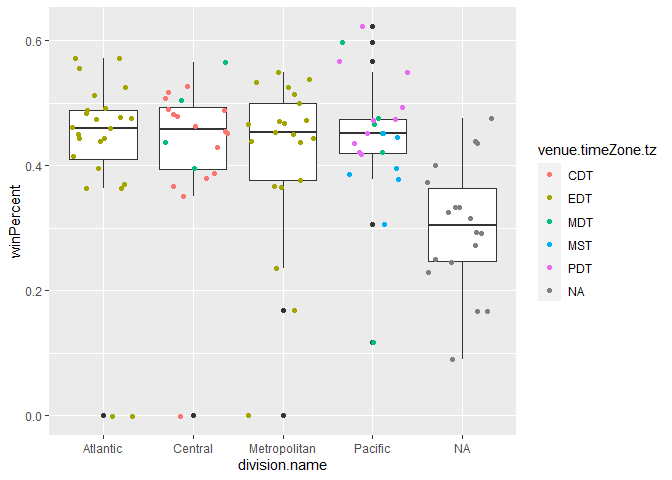 0.6
0.4
0.2
0.0
winPercent
Atlantic
Central
Metropolitan
Pacific
NA
division.name
venue.timeZone.tz
CDT
EDT
MDT
MST
PDT
NA